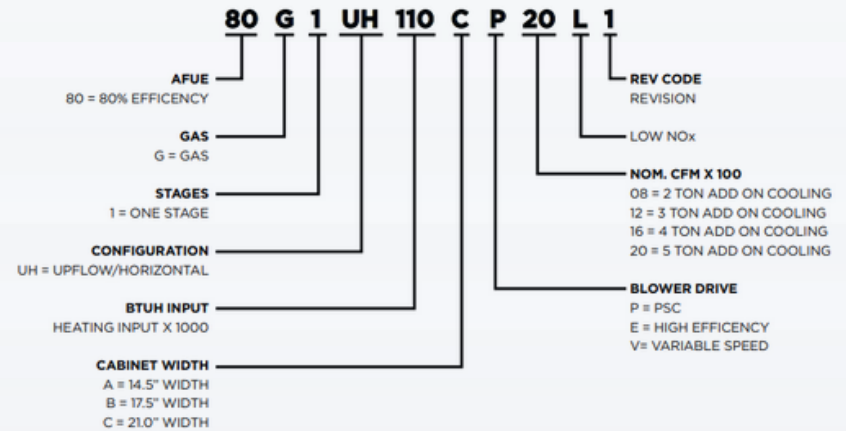 80 G 1 UH 110 C P 20 L 1
AFUE
80 = 80% EFFICENCY
GAS
G = GAS
STAGES
1 = ONE STAGE
CONFIGURATION
UH = UPFLOW/HORIZONTAL
BTUH INPUT
HEATING INPUT X 1000
CABINET WIDTH
A = 14.5" WIDTH
B = 17.5" WIDTH
C = 21.0" WIDTH
REV CODE
REVISION
LOW NOx
NOM. CFM X 100
08 = 2 TON ADD ON COOLING
12 = 3 TON ADD ON COOLING
16 = 4 TON ADD ON COOLING
20 = 5 TON ADD ON COOLING
BLOWER DRIVE
P = PSC
E = HIGH EFFICENCY
V= VARIABLE SPEED